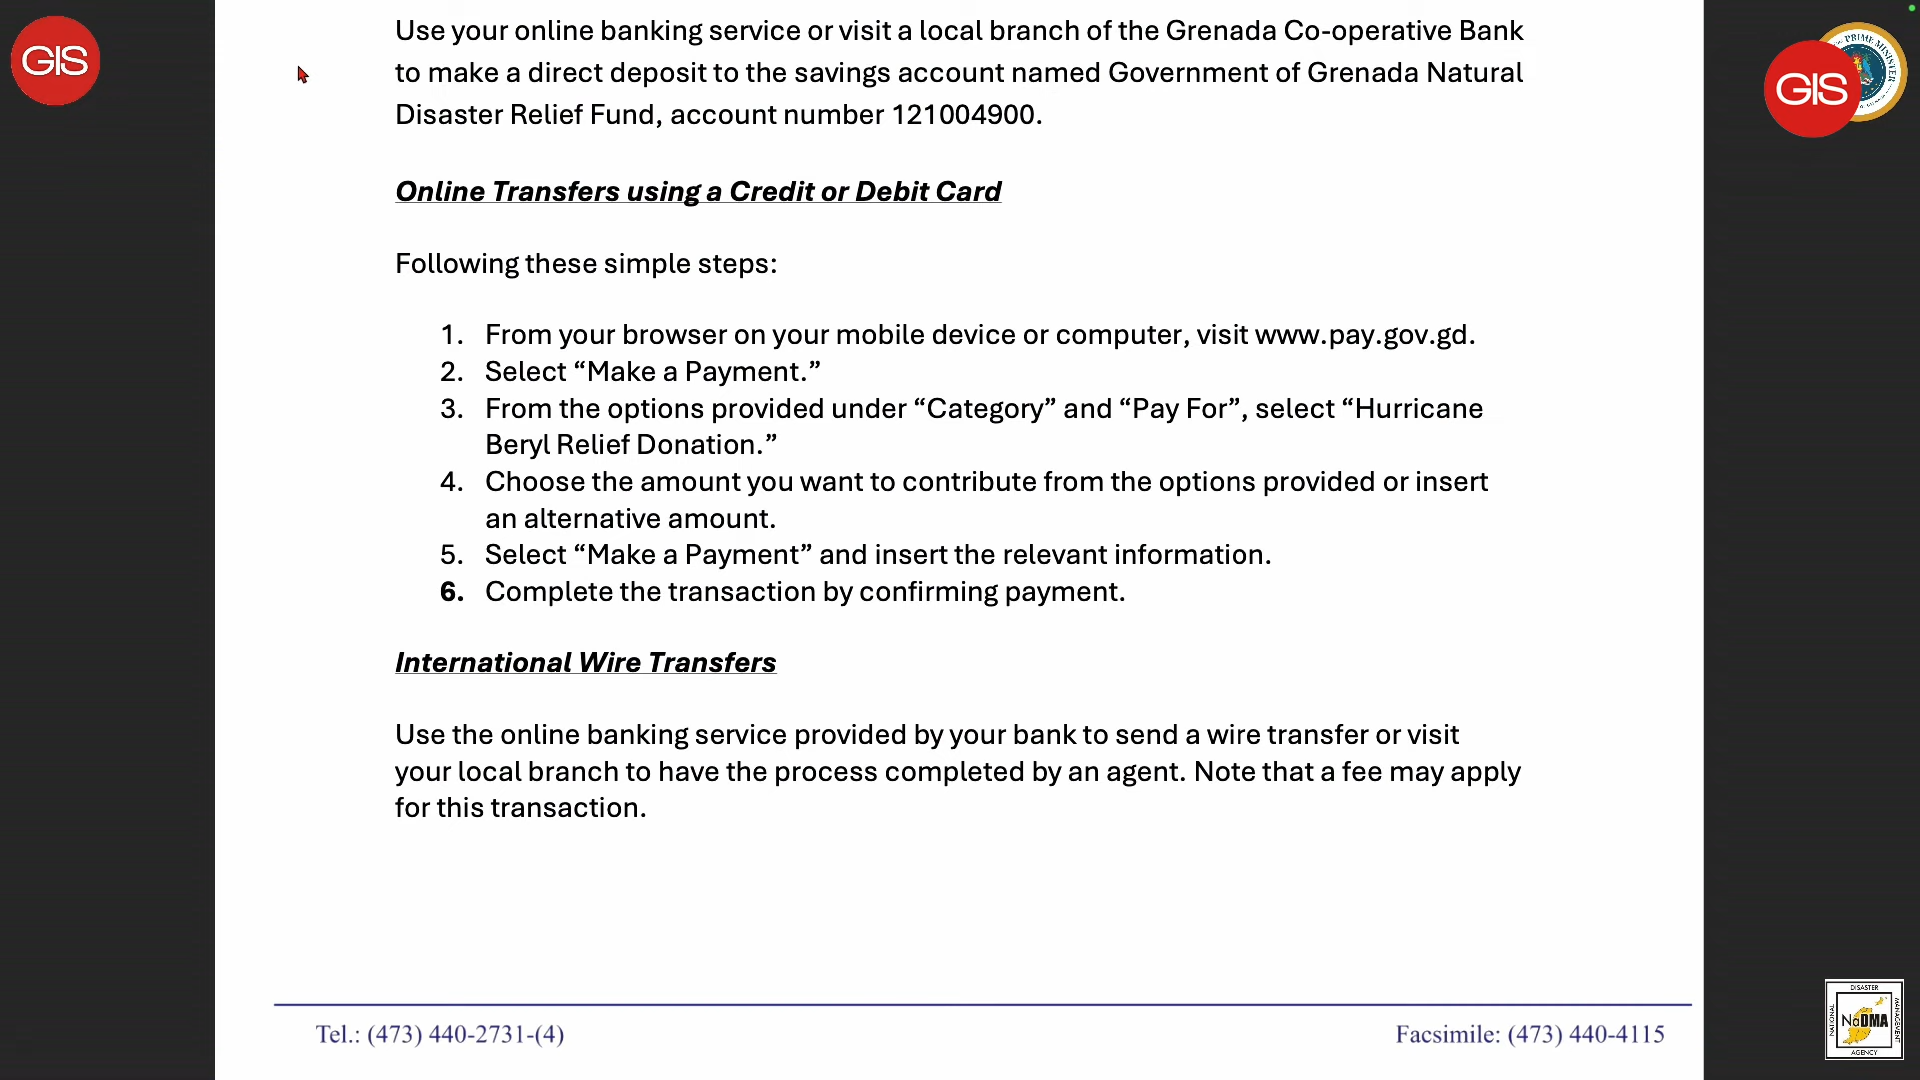 GIS
Use your online banking service or visit a local branch of the Grenada Co-operative Bank
to make a direct deposit to the savings account named Government of Grenada Natural
Disaster Relief Fund, account number 121004900.
Online Transfers using a Credit or Debit Card
Following these simple steps:
1. From your browser on your mobile device or computer, visit www.pay.gov.gd.
2. Select “Make a Payment.”
3. From the options provided under “Category” and “Pay For”, select “Hurricane
Beryl Relief Donation.”
4. Choose the amount you want to contribute from the options provided or insert
an alternative amount.
5. Select “Make a Payment” and insert the relevant information.
6. Complete the transaction by confirming payment.
International Wire Transfers
Use the online banking service provided by your bank to send a wire transfer or visit
your local branch to have the process completed by an agent. Note that a fee may apply
for this transaction.
Tel.: (473) 440-2731-(4)
Facsimile: (473) 440-4115
GIS
PRIME MINISTER
NATIONAL
DISASTER
MANAGEMENT
AGENCY
NaDMA